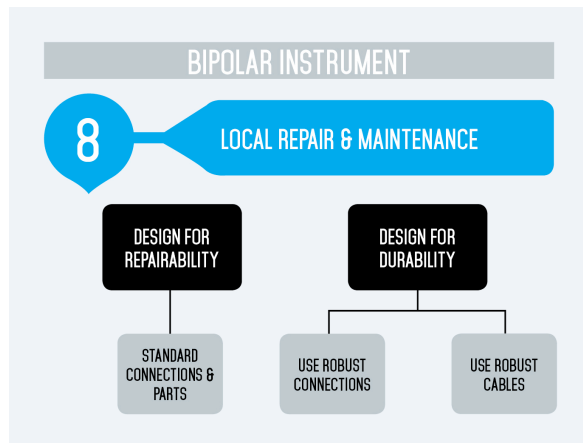 BIPOLAR INSTRUMENT
8
LOCAL REPAIR & MAINTENANCE
DESIGN FOR
REPAIRABILITY
DESIGN FOR
DURABILITY
STANDARD
CONNECTIONS &
PARTS
USE ROBUST
CONNECTIONS
USE ROBUST
CABLES